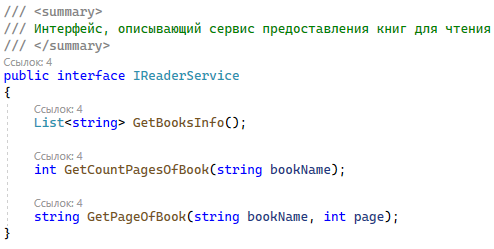 /// <summary>
/// Интерфейс, описывающий сервис предоставления книг для чтения
/// </summary>
Ссылок: 4
public interface IReaderService
{
Ссылок: 4
List<string> GetBooksInfo();
Ссылок: 4
int GetCountPagesOfBook(string bookName);
Ссылок: 4
string GetPageOfBook(string bookName, int page);
}